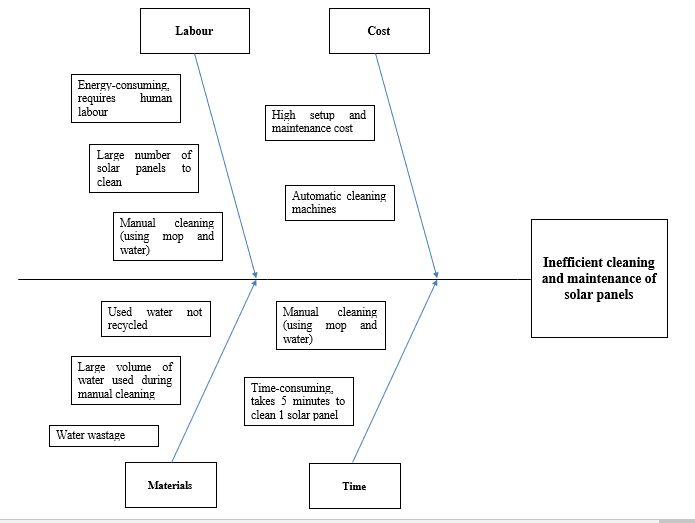 Labour
Cost
Energy-consuming,
requires human
labour
High setup and
maintenance cost
Large number of
solar panels to
clean
Automatic cleaning
machines
Manual cleaning
(using mop and
water)
Inefficient cleaning
and maintenance of
solar panels
Used water not
recycled
Manual cleaning
(using mop and
water)
Large volume of
water used during
manual cleaning
Time-consuming,
takes 5 minutes to
clean 1 solar panel
Water wastage
Materials
Time